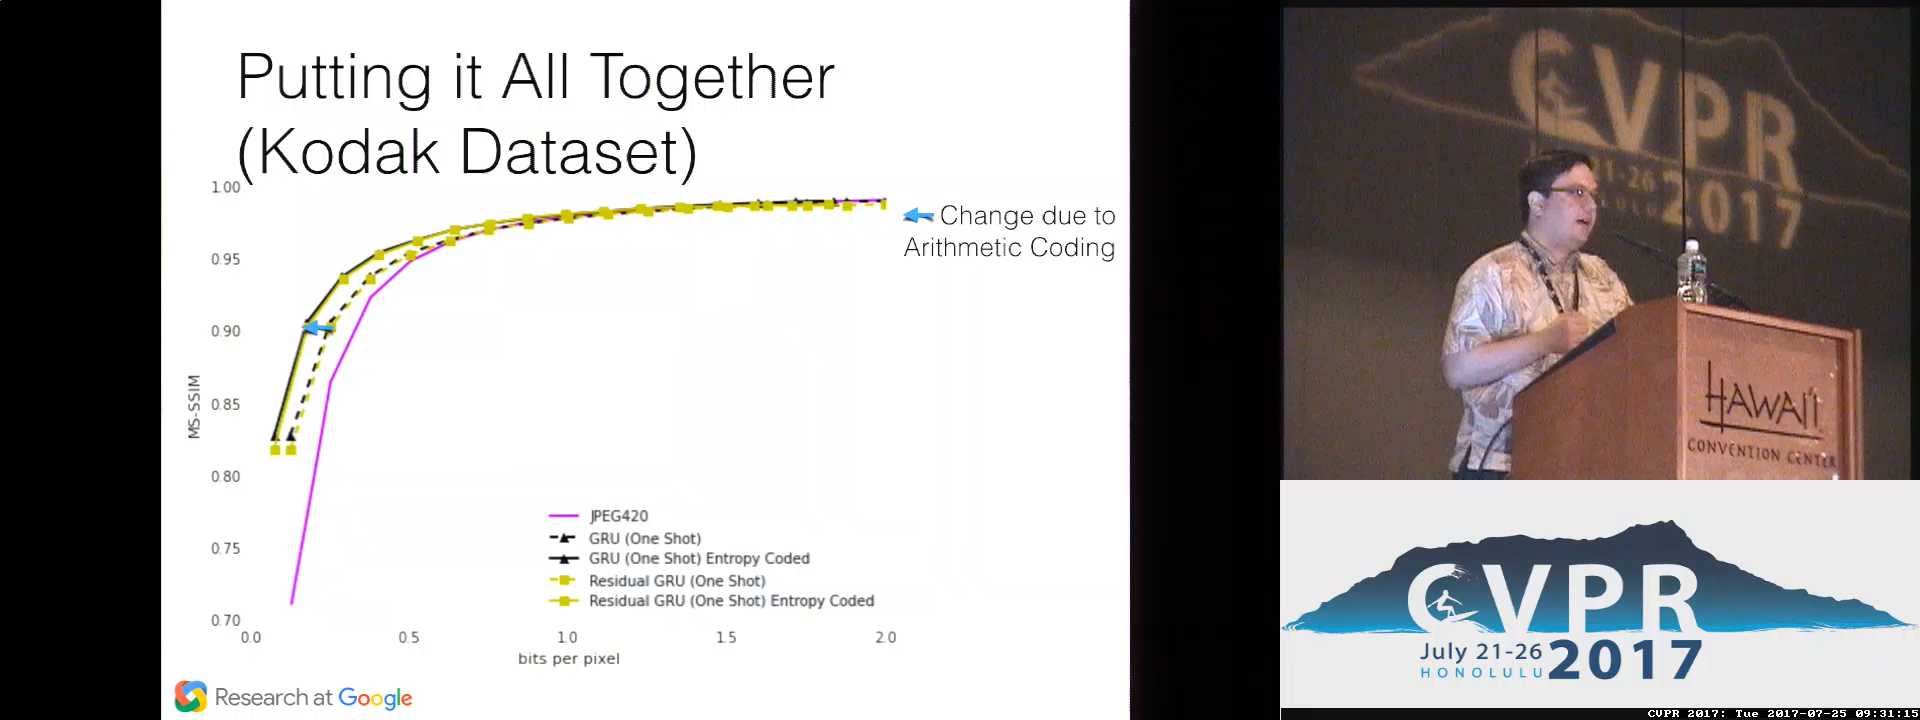 Putting it All Together
(Kodak Dataset)
1.00
0.95
0.90
0.85
0.80
0.75
0.70
MS-SSIM
0.0 0.5 1.0 1.5 2.0
bits per pixel
Change due to
Arithmetic Coding
JPEG420
GRU (One Shot)
GRU (One Shot) Entropy Coded
Residual GRU (One Shot)
Residual GRU (One Shot) Entropy Coded
Research at Google
CVPR
2017
HAWAI'I
CONVENTION CENTER
CVPR
July 21-26
HONOLULU
2017
CVPR 2017: Tue 2017-07-25 09:31:15